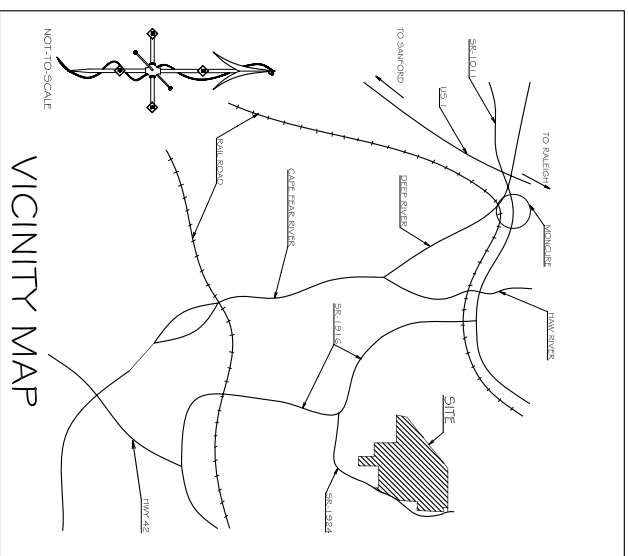 SR-1011
US 1
TO SANFORD
TO RALEIGH
MONCURE
HAW RIVER
DEEP RIVER
CAPE FEAR RIVER
RAIL ROAD
SR-1916
SITE
SR-1924
HWY 42
NOT-TO-SCALE
VICINITY MAP